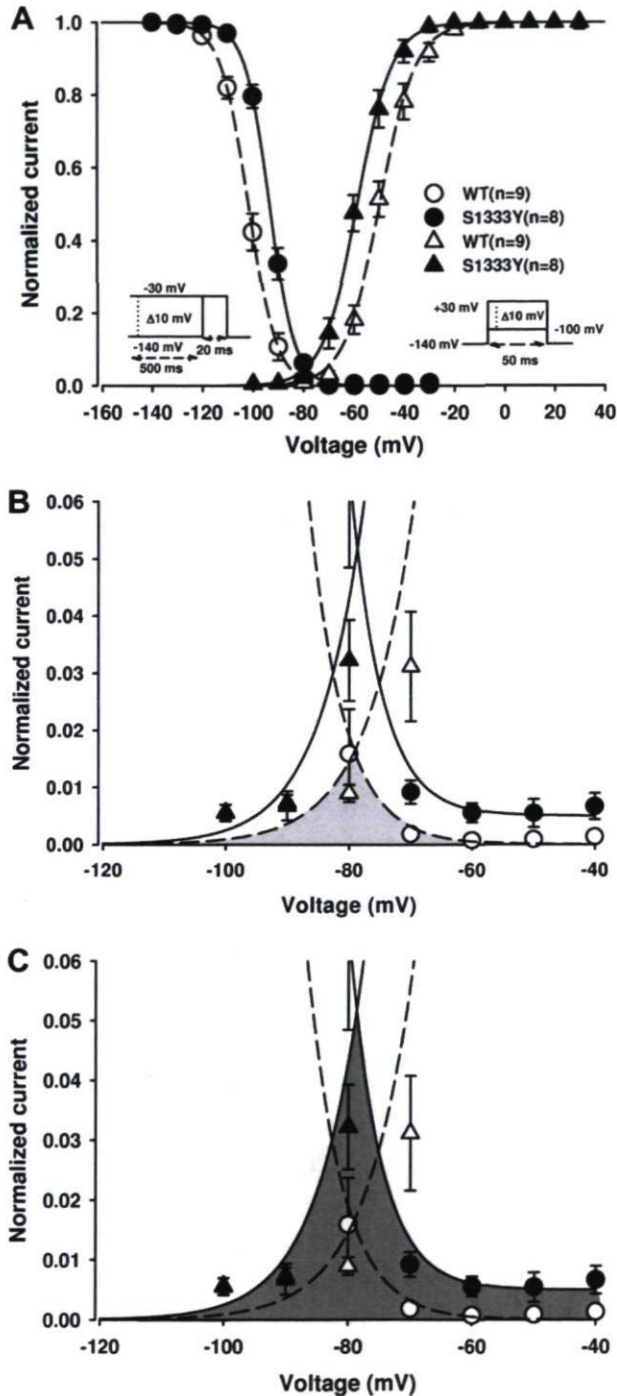 A
Normalized current
1.0
0.8
0.6
0.4
0.2
0.0
WT(n=9)
S1333Y(n=8)
WT(n=9)
S1333Y(n=8)
-30 mV
Δ10 mV
-140 mV
20 ms
500 ms
+30 mV
Δ10 mV
-100 mV
-140 mV
50 ms
-160 -140 -120 -100 -80 -60 -40 -20 0 20 40
Voltage (mV)
B
Normalized current
0.06
0.05
0.04
0.03
0.02
0.01
0.00
-120 -100 -80 -60 -40
Voltage (mV)
C
Normalized current
0.06
0.05
0.04
0.03
0.02
0.01
0.00
-120 -100 -80 -60 -40
Voltage (mV)